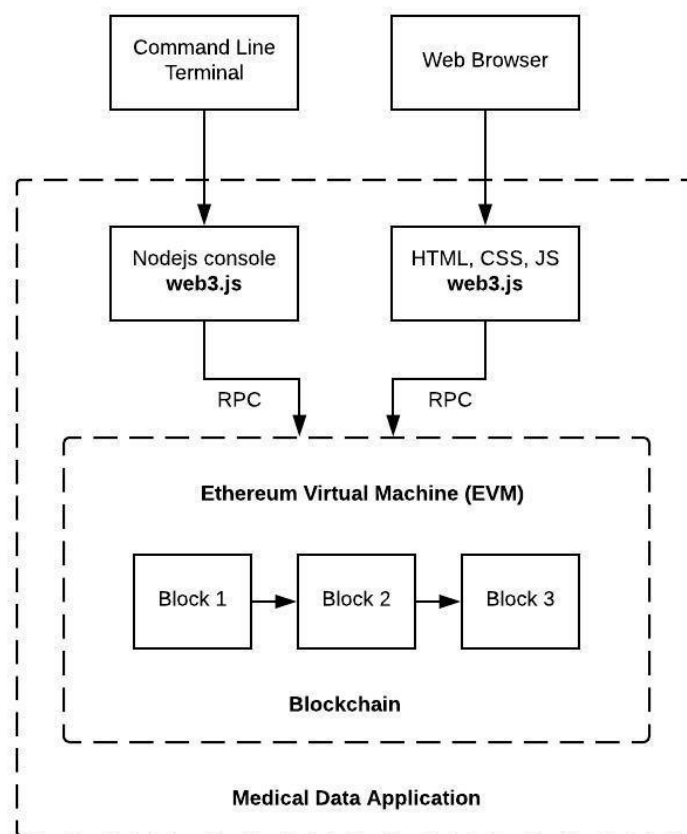 Command Line
Terminal
Web Browser
Nodejs console
web3.js
HTML, CSS, JS
web3.js
RPC
RPC
Ethereum Virtual Machine (EVM)
Block 1
Block 2
Block 3
Blockchain
Medical Data Application